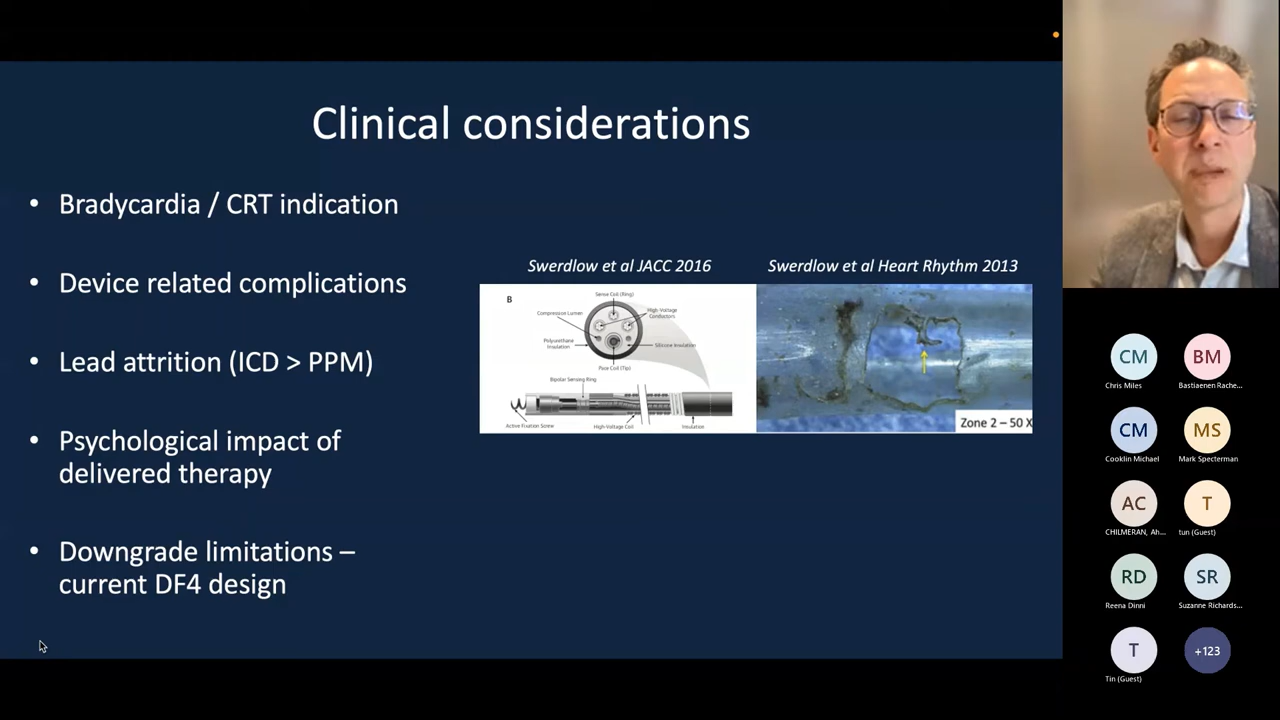 Clinical considerations
• Bradycardia / CRT indication
• Device related complications
• Lead attrition (ICD > PPM)
• Psychological impact of
delivered therapy
• Downgrade limitations –
current DF4 design
Swerdlow et al JACC 2016
Swerdlow et al Heart Rhythm 2013
B
Sense Coil (Ring)
Compression Lumen
High-Voltage
Conductors
Polyurethane
Insulation
Silicone Insulation
Pace Coil (Tip)
Bipolar Sensing Ring
Active Fixation Screw
High-Voltage Coil
Insulation
Zone 2 – 50 X
CM
Chris Miles
BM
Bastiaenen Rache...
CM
Cooklin Michael
MS
Mark Specterman
AC
CHILMERAN, Ah...
T
tun (Guest)
RD
Reena Dinni
SR
Suzanne Richards...
T
Tin (Guest)
+123